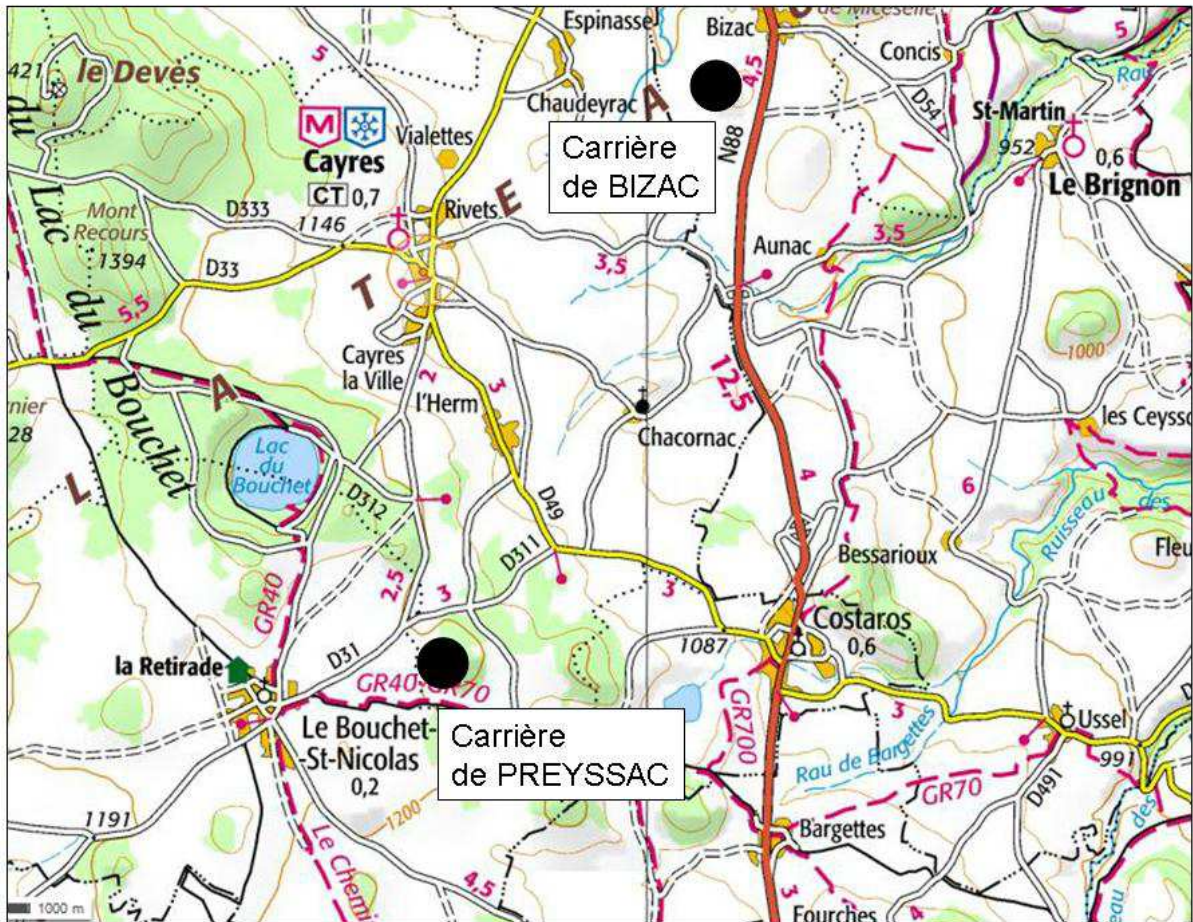 Espinasse
Bizac
5
5
Concis
421
le Devès
Chaudeyrac
4,5
A
Rau
M
Vialettes
Carrière
de BIZAC
N88
D54
St-Martin
Cayres
952
0,6
CT 0,7
Le Brignon
du
Lac
du
Bouchet
Mont
Recours
1394
D333
1146
Rivets
E
D33
3,5
Aunac
3,5
5,5
T
Cayres
la Ville
2
3
l'Herm
12,5
1000
A
Chacornac
28
Lac
du
Bouchet
L
D312
D49
4
6
Ruisseau
des
D311
Bessarioux
GR40
2,5
3
3
Costaros
0,6
1087
la Retirade
D31
GR40-GR70
Le Bouchet-
-St-Nicolas
0,2
Carrière
de PREYSSAC
GR700
3
Ussel
Rau de Bargettes
991
GR70
D491
des
1191
1200
Bargettes
Le Chemi
4,5
3
4
Fourches
1000 m